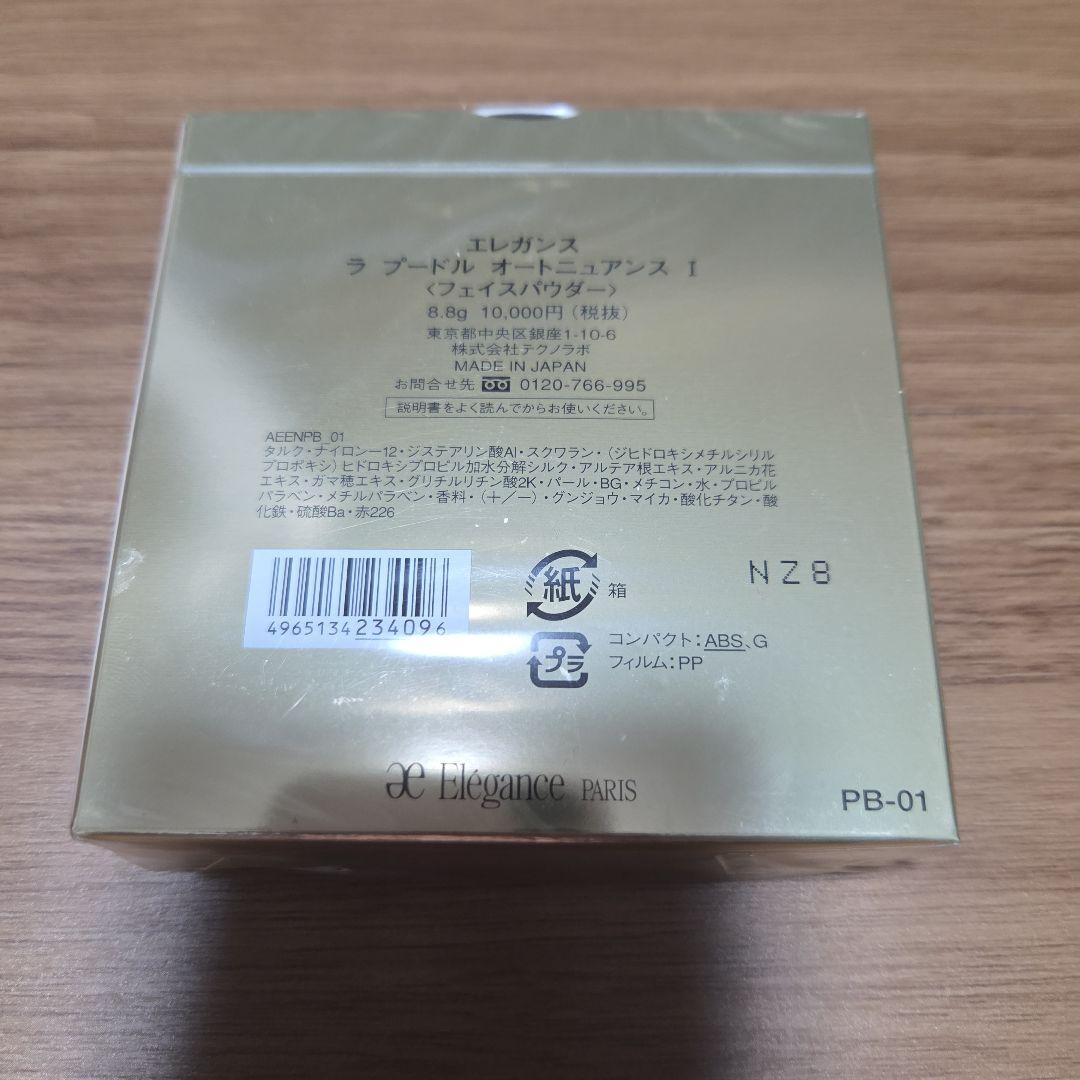 エレガンス
ラ プードル オートニュアンス I
〈フェイスパウダー〉
8.8g 10,000円(税抜)
東京都中央区銀座1-10-6
株式会社テクノラボ
MADE IN JAPAN
お問合せ先 0120-766-995
説明書をよく読んでからお使いください。
AEENPB_01
タルク・ナイロン-12・ジステアリン酸Al・スクワラン・(ジヒドロキシメチルシリル
プロポキシ)ヒドロキシプロピル加水分解シルク・アルテア根エキス・アルニカ花
エキス・ガマ穂エキス・グリチルリチン酸2K・パール・BG・メチコン・水・プロピル
パラベン・メチルパラベン・香料・(+/-)・グンジョウ・マイカ・酸化チタン・酸
化鉄・硫酸Ba・赤226
4965134234096
紙 箱
NZ8
プラ コンパクト:ABS、G
フィルム:PP
ae Elégance PARIS
PB-01